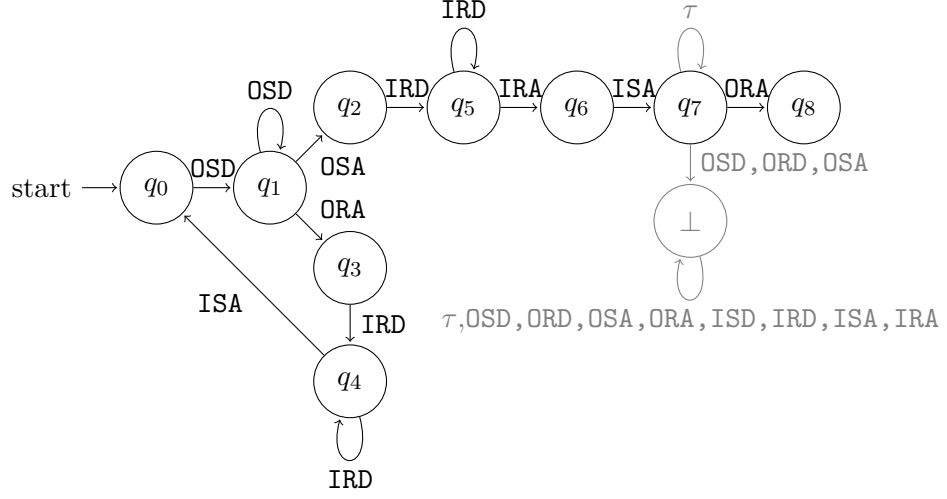 IRD
τ
OSD
q2
IRD
q5
IRA
q6
ISA
q7
ORA
q8
start
q0
OSD
q1
OSA
OSD,ORD,OSA
ORA
⊥
q3
ISA
IRD
τ,OSD,ORD,OSA,ORA,ISD,IRD,ISA,IRA
q4
IRD